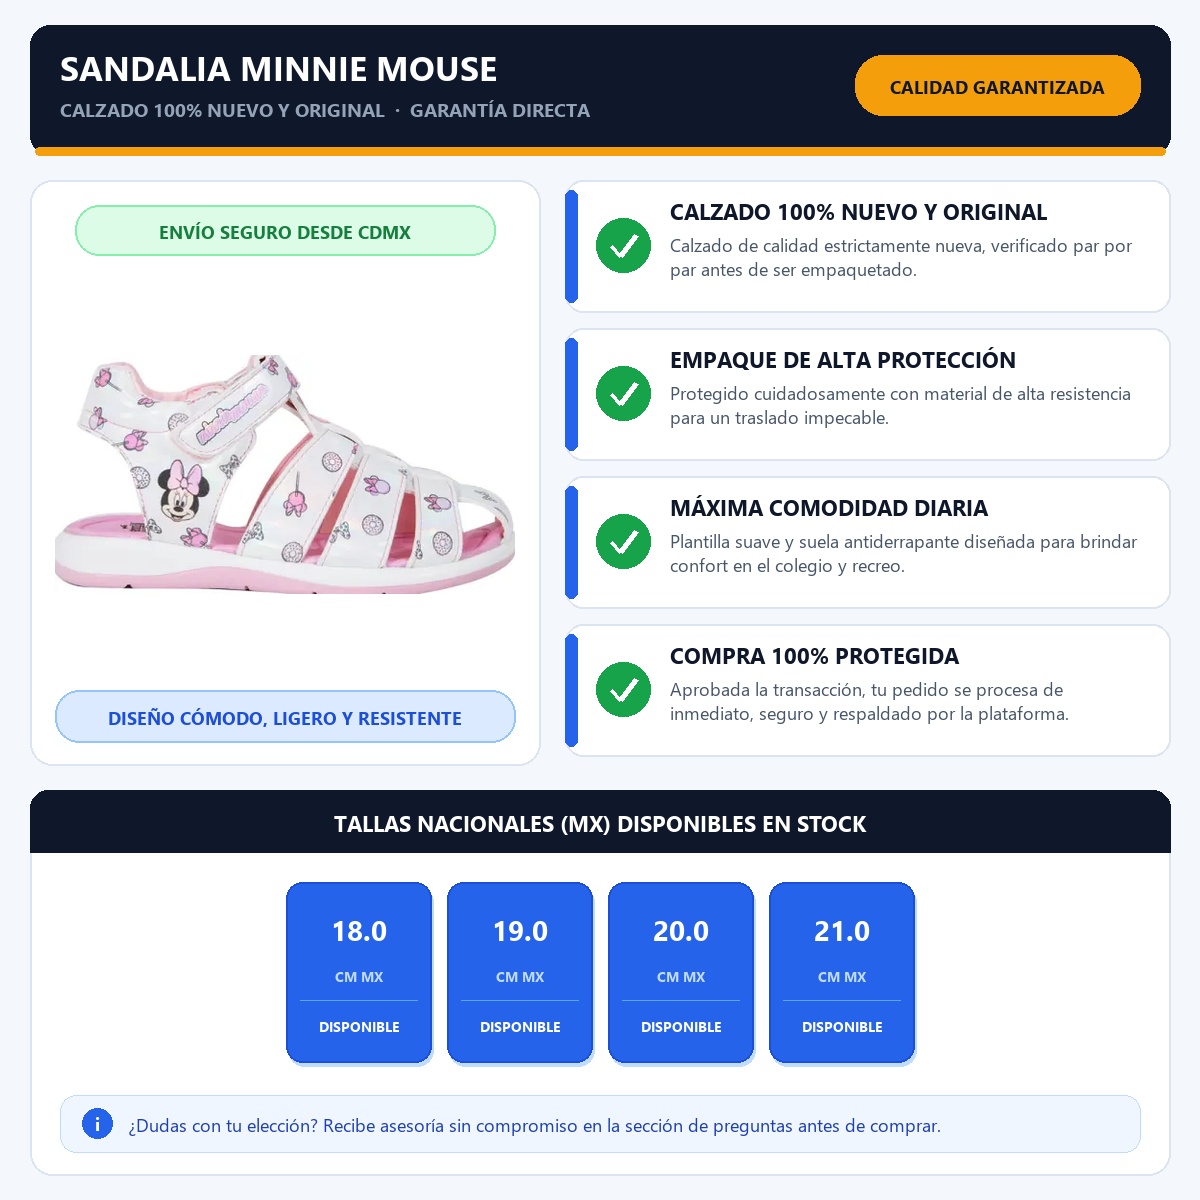 SANDALIA MINNIE MOUSE
CALZADO 100% NUEVO Y ORIGINAL · GARANTÍA DIRECTA
CALIDAD GARANTIZADA
ENVÍO SEGURO DESDE CDMX
DISEÑO CÓMODO, LIGERO Y RESISTENTE
CALZADO 100% NUEVO Y ORIGINAL
Calzado de calidad estrictamente nueva, verificado par por
par antes de ser empaquetado.
EMPAQUE DE ALTA PROTECCIÓN
Protegido cuidadosamente con material de alta resistencia
para un traslado impecable.
MÁXIMA COMODIDAD DIARIA
Plantilla suave y suela antiderrapante diseñada para brindar
confort en el colegio y recreo.
COMPRA 100% PROTEGIDA
Aprobada la transacción, tu pedido se procesa de
inmediato, seguro y respaldado por la plataforma.
TALLAS NACIONALES (MX) DISPONIBLES EN STOCK
18.0
CM MX
DISPONIBLE
19.0
CM MX
DISPONIBLE
20.0
CM MX
DISPONIBLE
21.0
CM MX
DISPONIBLE
¿Dudas con tu elección? Recibe asesoría sin compromiso en la sección de preguntas antes de comprar.